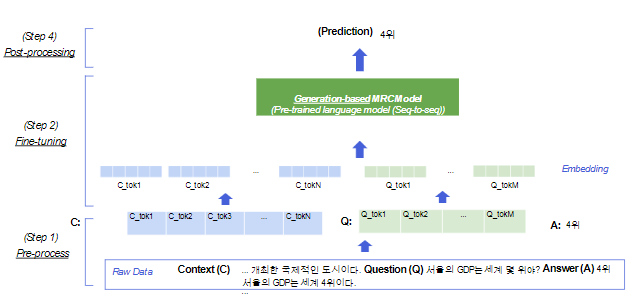 (Prediction) 4위
(Step 4)
Post-processing
Generation-based MRCModel
(Pre-trained language model (Seq-to-seq))
(Step 2)
Fine-tuning
... ... Embedding
C_tok1 C_tok2 C_tokN Q_tok1 Q_tokM
C: C_tok1 C_tok2 C_tok3 ... C_tokN Q: Q_tok1 Q_tok2 ... Q_tokM A: 4위
(Step 1)
Pre-process
Raw Data Context (C) ... 개최한 국제적인 도시이다. Question (Q) 서울의 GDP는 세계 몇 위야? Answer (A) 4위
서울의 GDP는 세계 4위이다.
...